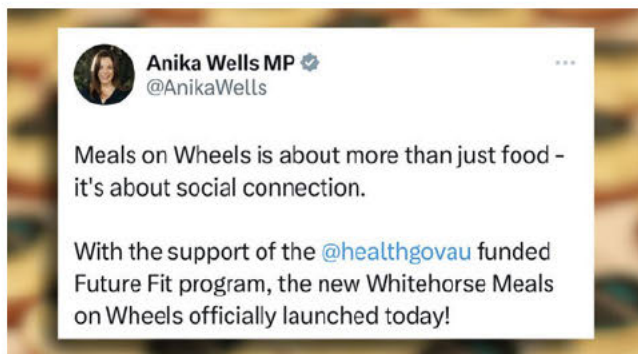 Anika Wells MP
@AnikaWells
Meals on Wheels is about more than just food -
it's about social connection.
With the support of the @healthgovau funded
Future Fit program, the new Whitehorse Meals
on Wheels officially launched today!